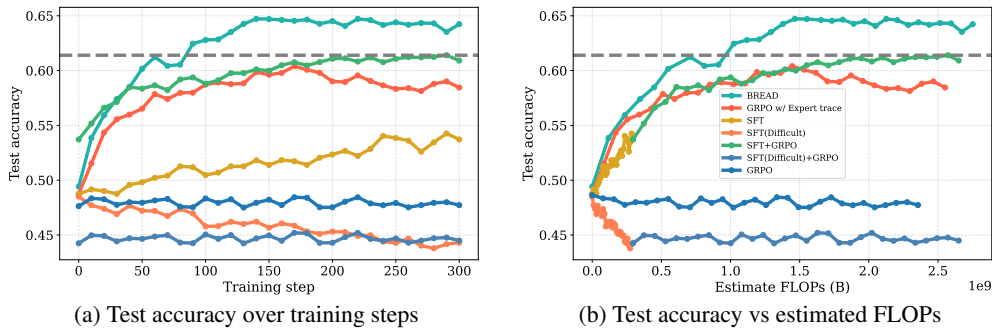 0.65
0.60
0.55
0.50
0.45
Test accuracy
0 50 100 150 200 250 300
Training step
(a) Test accuracy over training steps
0.65
0.60
0.55
0.50
0.45
Test accuracy
BREAD
GRPO w/ Expert trace
SFT
SFT(Difficult)
SFT+GRPO
SFT(Difficult)+GRPO
GRPO
0.0 0.5 1.0 1.5 2.0 2.5
1e9
Estimate FLOPs (B)
(b) Test accuracy vs estimated FLOPs